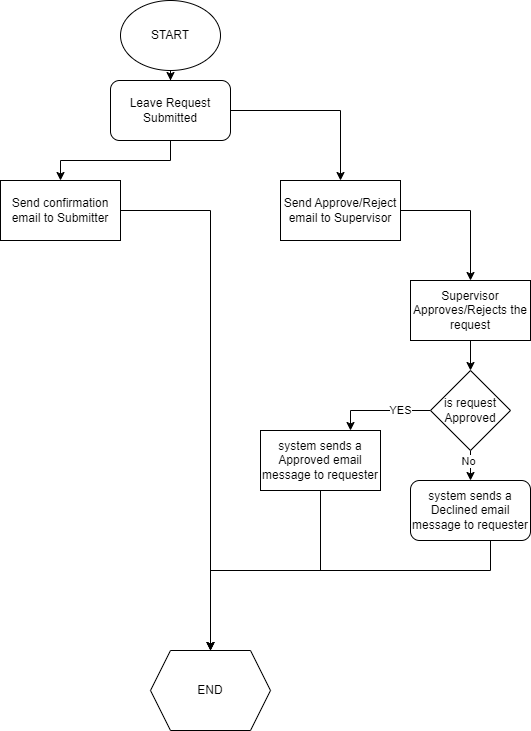 START
Leave Request
Submitted
Send confirmation
email to Submitter
Send Approve/Reject
email to Supervisor
Supervisor
Approves/Rejects the
request
is request
Approved
YES
No
system sends a
Approved email
message to requester
system sends a
Declined email
message to requester
END